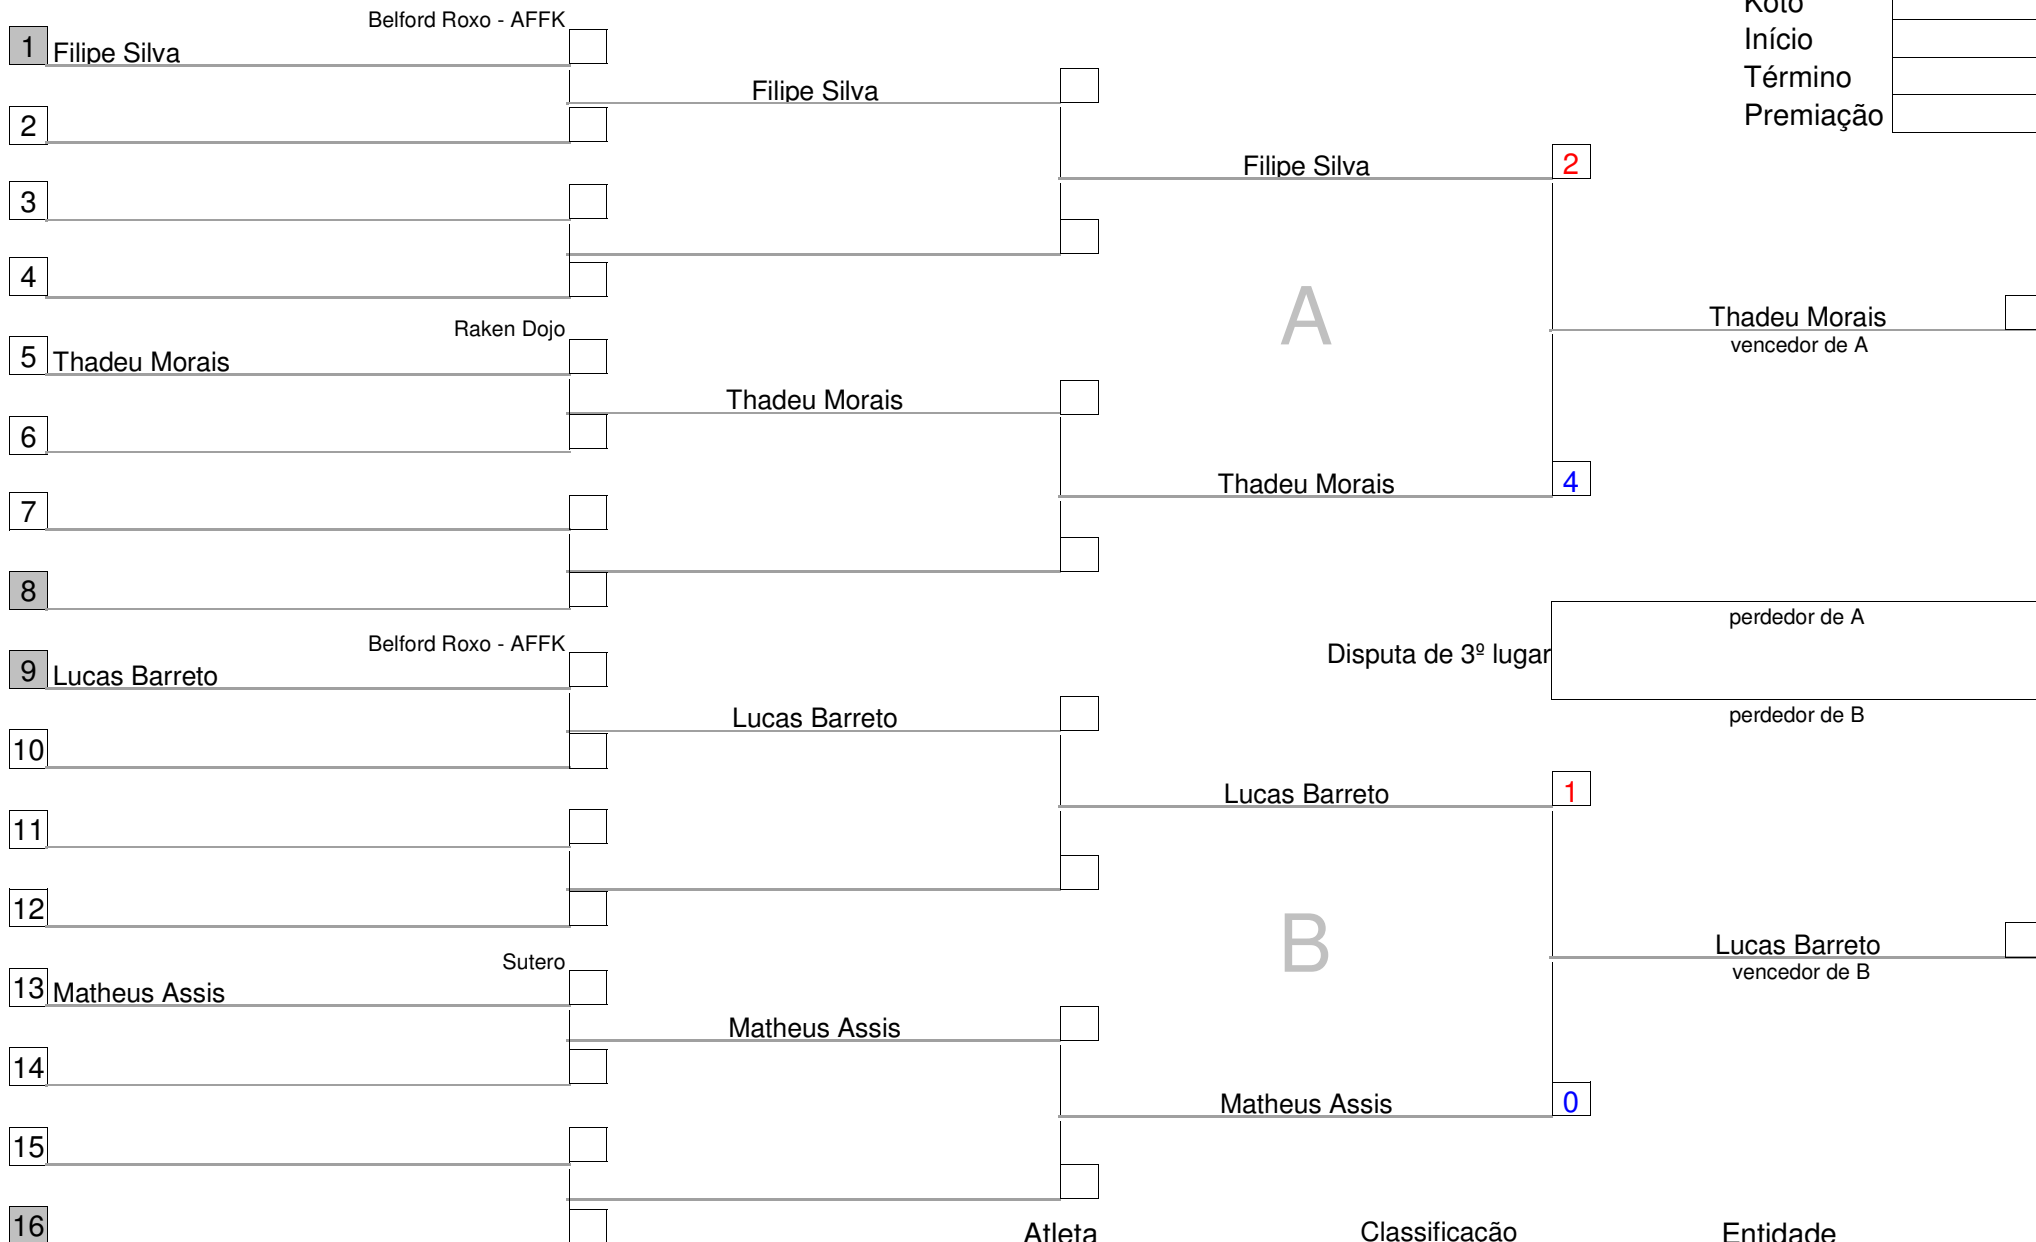 Koto
Belford Roxo - AFFK
1 Filipe Silva
Início
Filipe Silva
Término
2
Premiação
Filipe Silva 2
3
4
A
Raken Dojo
Thadeu Morais
vencedor de A
5 Thadeu Morais
Thadeu Morais
6
Thadeu Morais 4
7
8
perdedor de A
Belford Roxo - AFFK
Disputa de 3º lugar
9 Lucas Barreto
perdedor de B
Lucas Barreto
10
Lucas Barreto 1
11
12
B
Lucas Barreto
vencedor de B
Sutero
13 Matheus Assis
Matheus Assis
14
Matheus Assis 0
15
16
Atleta Classificação Entidade